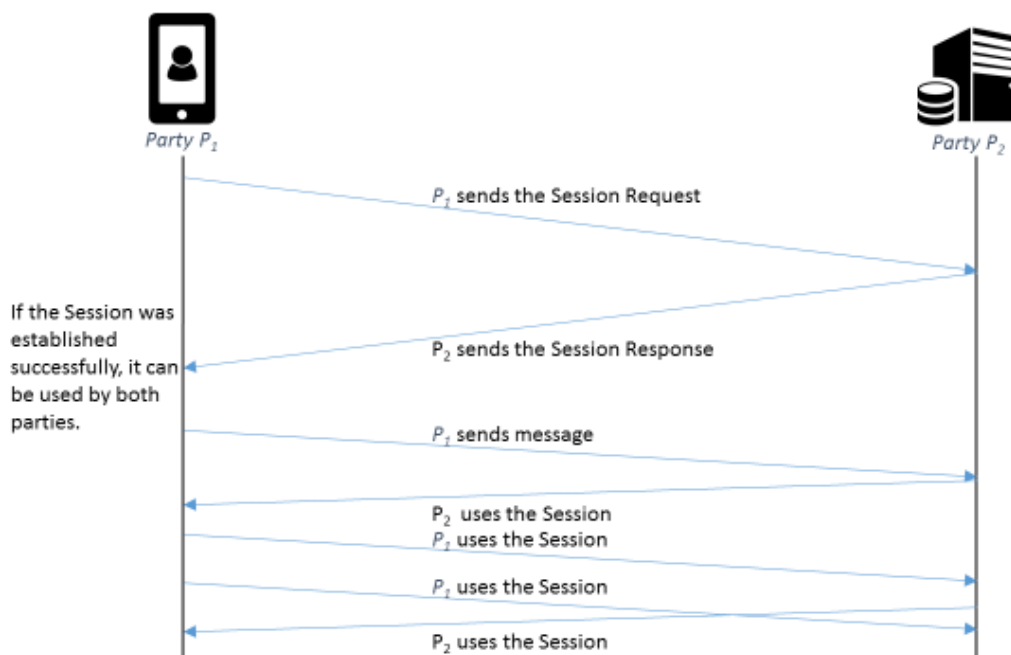 Party P₁
Party P₂
P₁ sends the Session Request
If the Session was
established
successfully, it can
be used by both
parties.
P₂ sends the Session Response
P₁ sends message
P₂ uses the Session
P₁ uses the Session
P₁ uses the Session
P₂ uses the Session